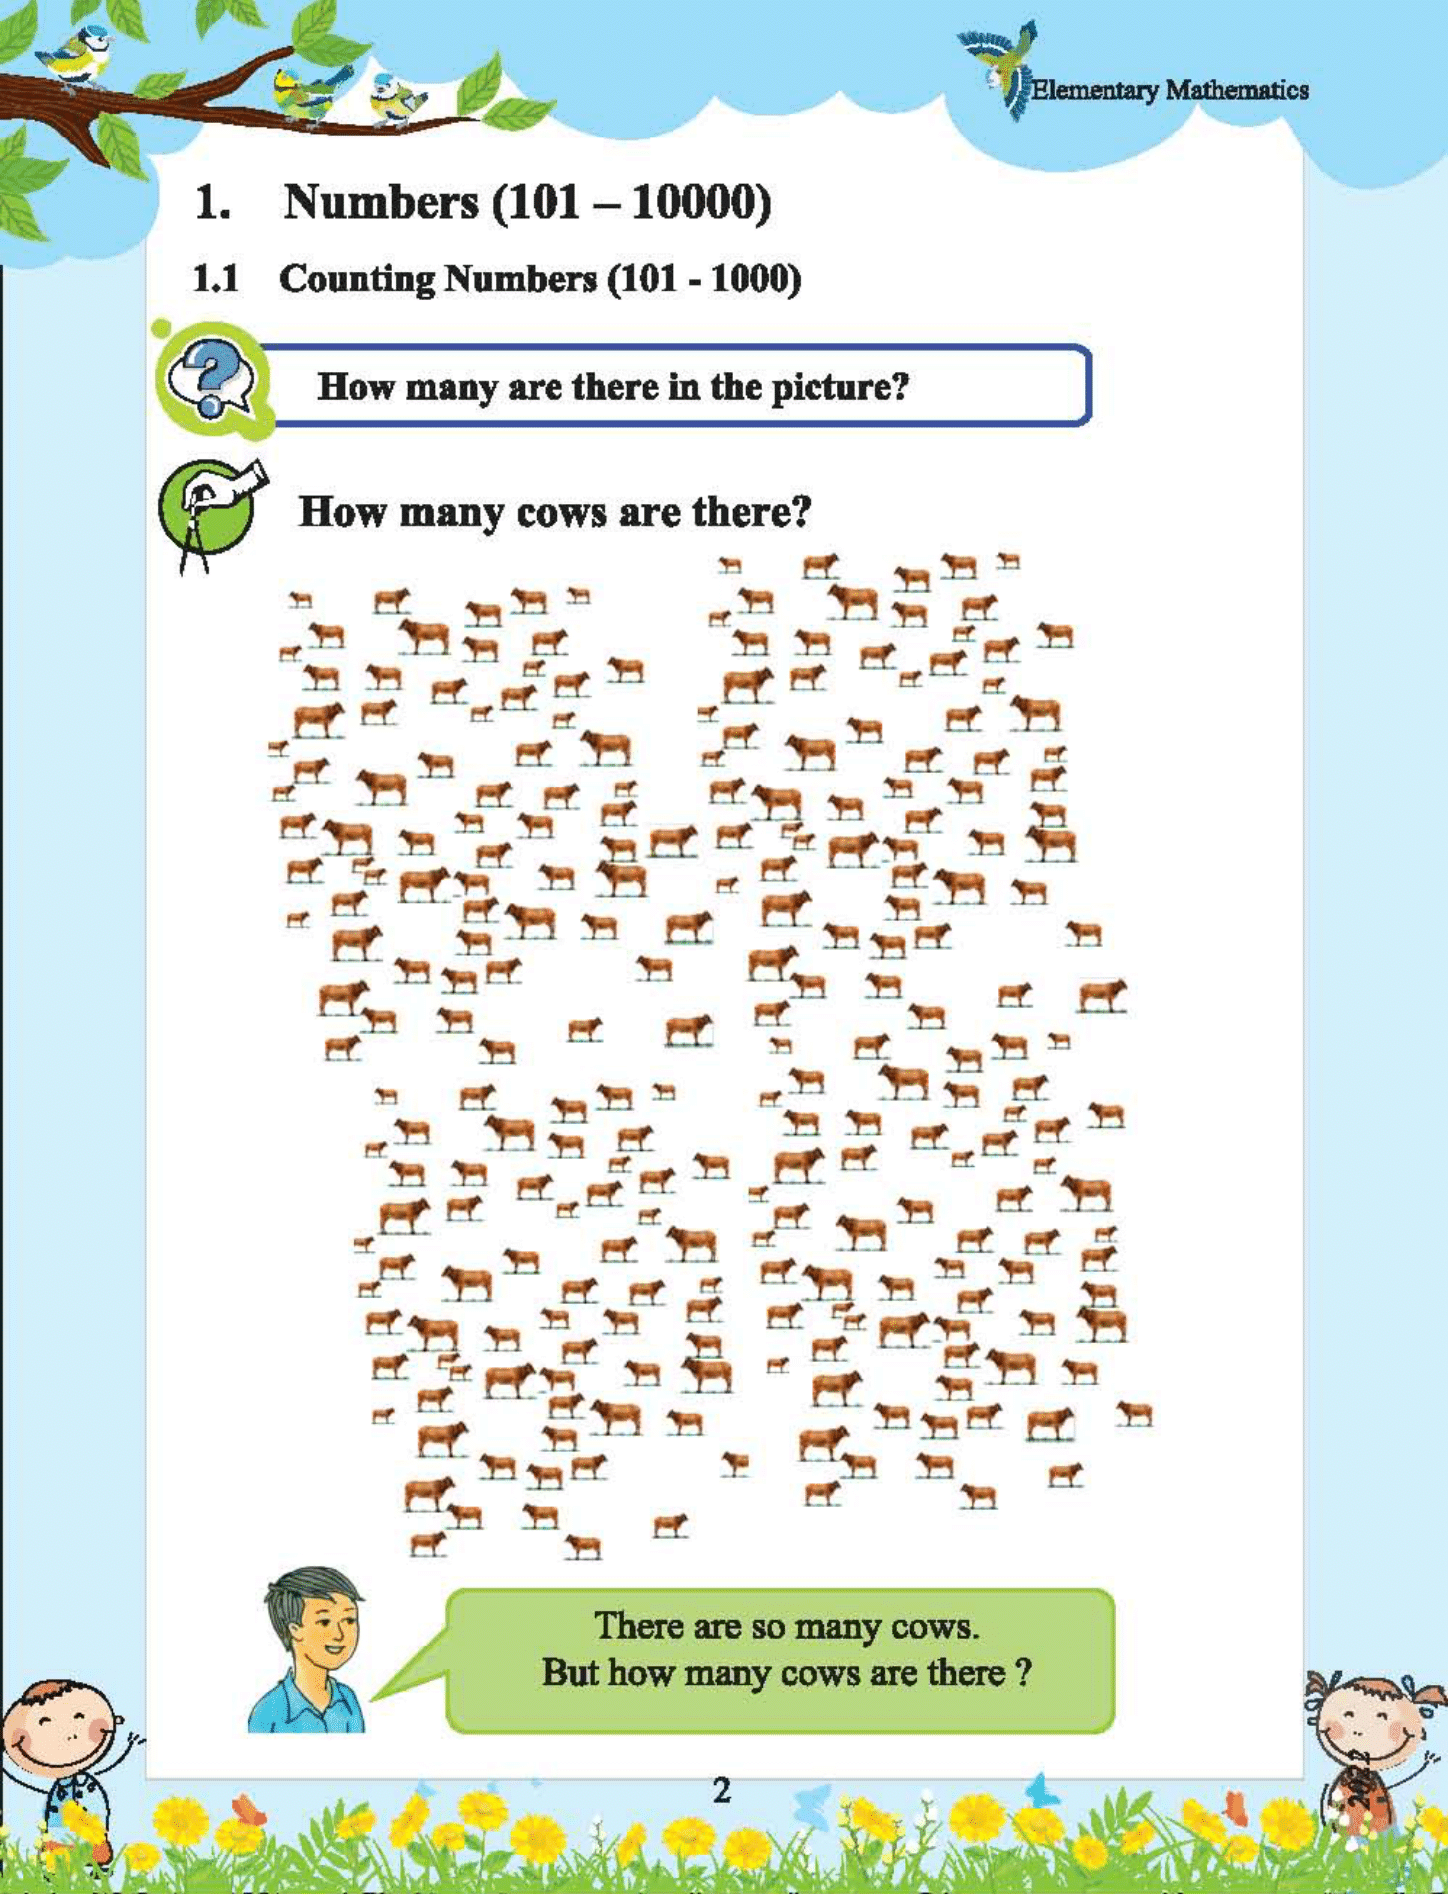 Elementary Mathematics
1. Numbers (101 – 10000)
1.1 Counting Numbers (101 - 1000)
How many are there in the picture?
How many cows are there?
There are so many cows.
But how many cows are there ?
2
2022